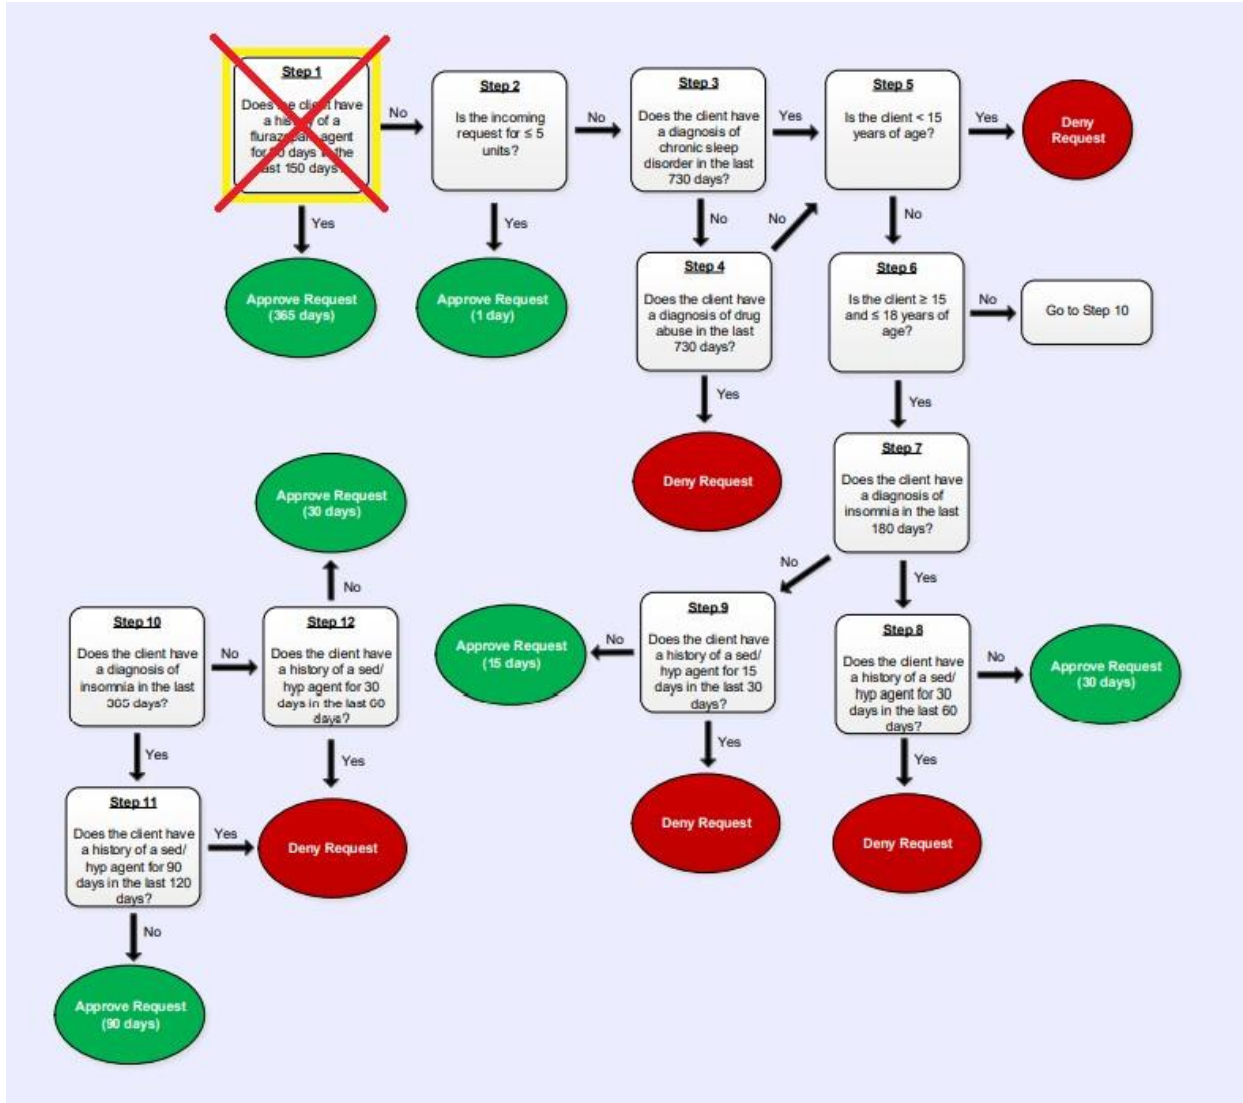 Step 1
Does the client have
a history of a
agent
for days in the
last 150 days
No
Yes
Approve Request
(365 days)
Step 2
Is the incoming
request for ≤ 5
units?
No
Yes
Approve Request
(1 day)
Step 3
Does the client have
a diagnosis of
chronic sleep
disorder in the last
730 days?
Yes
No
Step 4
Does the client have
a diagnosis of drug
abuse in the last
730 days?
No
Yes
Deny Request
Step 5
Is the client < 15
years of age?
Yes
Deny
Request
No
Step 6
Is the client ≥ 15
and ≤ 18 years of
age?
No
Go to Step 10
Yes
Step 7
Does the client have
a diagnosis of
insomnia in the last
180 days?
No
Yes
Step 8
Does the client have
a history of a sed/
hyp agent for 30
days in the last 60
days?
No
Approve Request
(30 days)
Yes
Deny Request
Step 9
Does the client have
a history of a sed/
hyp agent for 15
days in the last 30
days?
No
Approve Request
(15 days)
Yes
Deny Request
Step 10
Does the client have
a diagnosis of
insomnia in the last
365 days?
No
Yes
Step 11
Does the client have
a history of a sed/
hyp agent for 90
days in the last 120
days?
Yes
No
Approve Request
(90 days)
Step 12
Does the client have
a history of a sed/
hyp agent for 30
days in the last 60
days?
No
Approve Request
(30 days)
Yes
Deny Request